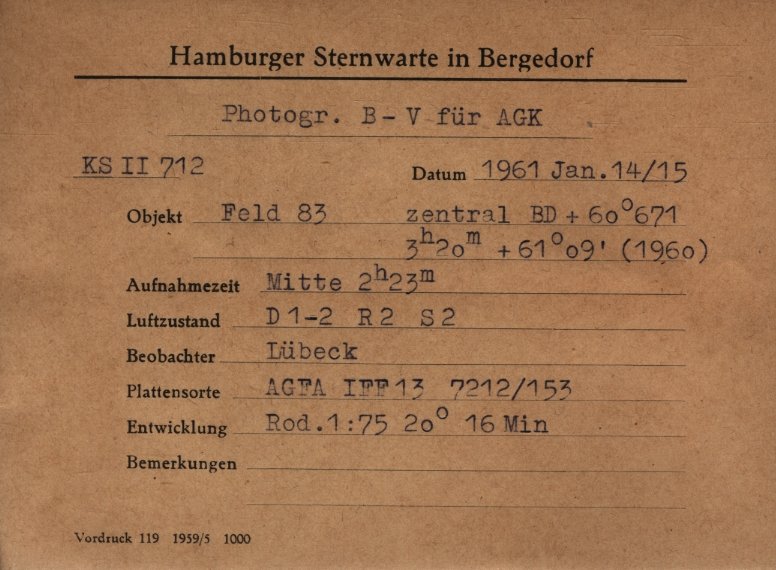 Hamburger Sternwarte in Bergedorf
Photogr. B - V für AGK
KS II 712 Datum 1961 Jan.14/15
Objekt Feld 83 zentral BD + 60°671
3ʰ20ᵐ + 61°09' (1960)
Aufnahmezeit Mitte 2ʰ23ᵐ
Luftzustand D 1-2 R 2 S 2
Beobachter Lübeck
Plattensorte AGFA IFF 13 7212/153
Entwicklung Rod.1:75 20° 16 Min
Bemerkungen
Vordruck 119 1959/5 1000